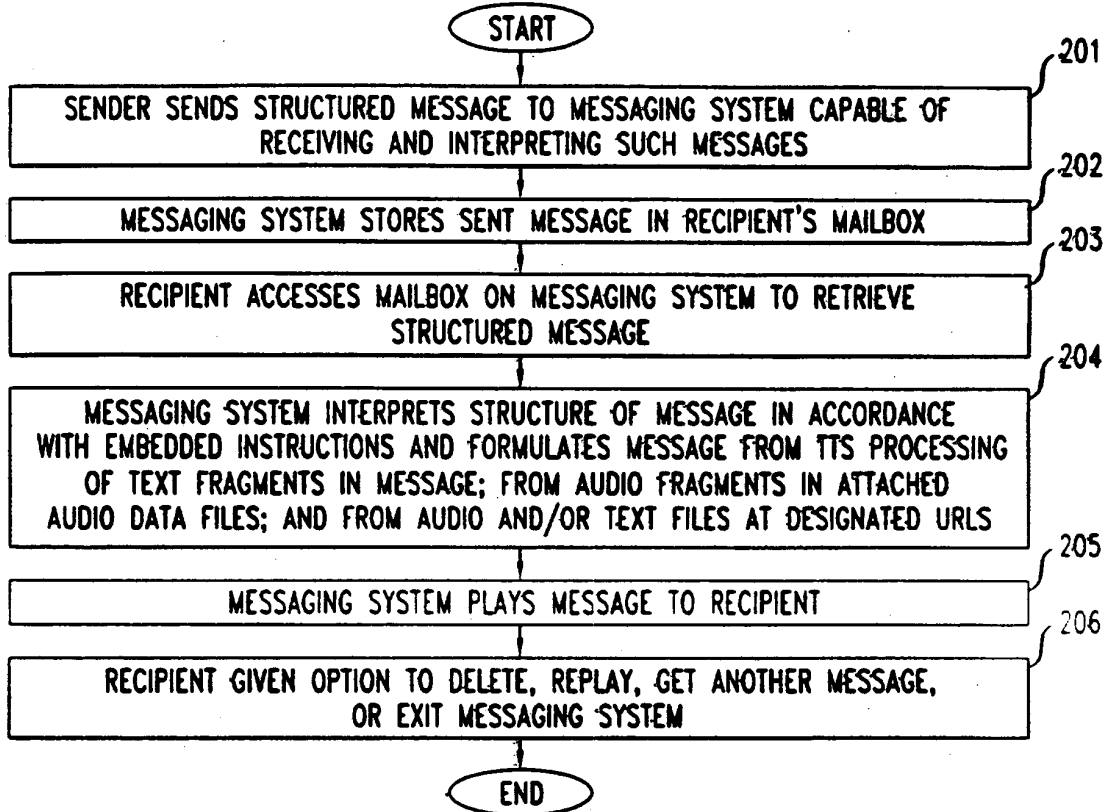 START
201
SENDER SENDS STRUCTURED MESSAGE TO MESSAGING SYSTEM CAPABLE OF
RECEIVING AND INTERPRETING SUCH MESSAGES
202
MESSAGING SYSTEM STORES SENT MESSAGE IN RECIPIENT'S MAILBOX
203
RECIPIENT ACCESSES MAILBOX ON MESSAGING SYSTEM TO RETRIEVE
STRUCTURED MESSAGE
204
MESSAGING SYSTEM INTERPRETS STRUCTURE OF MESSAGE IN ACCORDANCE
WITH EMBEDDED INSTRUCTIONS AND FORMULATES MESSAGE FROM TTS PROCESSING
OF TEXT FRAGMENTS IN MESSAGE; FROM AUDIO FRAGMENTS IN ATTACHED
AUDIO DATA FILES; AND FROM AUDIO AND/OR TEXT FILES AT DESIGNATED URLS
205
MESSAGING SYSTEM PLAYS MESSAGE TO RECIPIENT
206
RECIPIENT GIVEN OPTION TO DELETE, REPLAY, GET ANOTHER MESSAGE,
OR EXIT MESSAGING SYSTEM
END